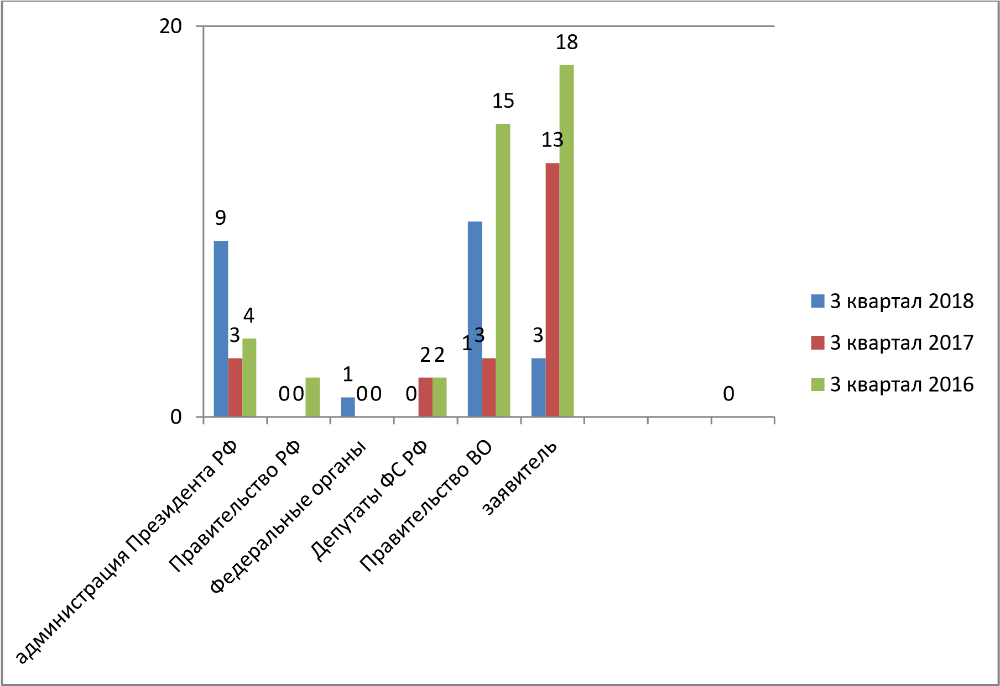 20
18
15
13
9
4
3
1
3
3
1
2
2
0
0
0
0
0
0
0
администрация Президента РФ
Правительство РФ
Федеральные органы
Депутаты ФС РФ
Правительство ВО
заявитель
3 квартал 2018
3 квартал 2017
3 квартал 2016